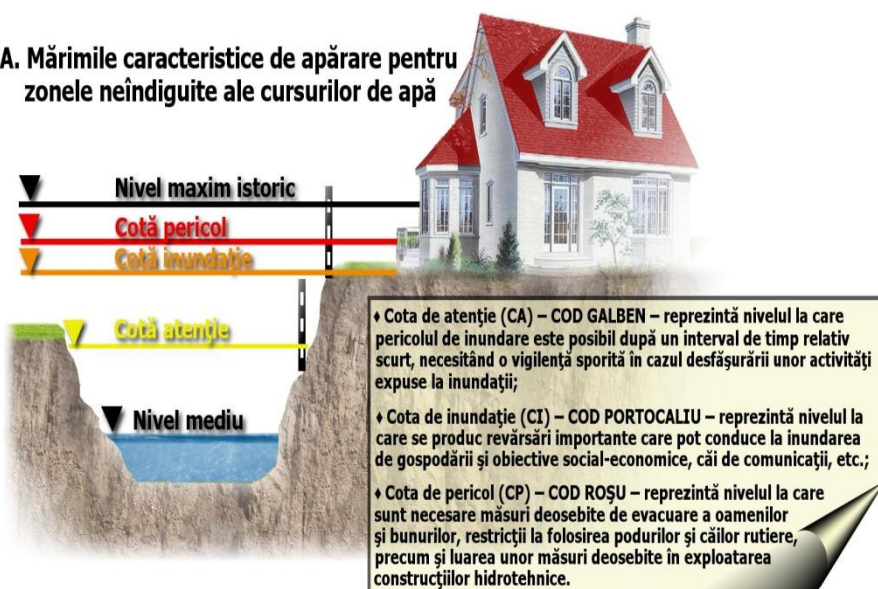 A. Mărimile caracteristice de apărare pentru
zonele neîndiguite ale cursurilor de apă
Nivel maxim istoric
Cotă pericol
Cotă inundaţie
Cotă atenţie
Nivel mediu
♦ Cota de atenţie (CA) – COD GALBEN – reprezintă nivelul la care
pericolul de inundare este posibil după un interval de timp relativ
scurt, necesitând o vigilenţă sporită în cazul desfăşurării unor activităţi
expuse la inundaţii;
♦ Cota de inundaţie (CI) – COD PORTOCALIU – reprezintă nivelul la
care se produc revărsări importante care pot conduce la inundarea
de gospodării şi obiective social-economice, căi de comunicaţii, etc.;
♦ Cota de pericol (CP) – COD ROŞU – reprezintă nivelul la care
sunt necesare măsuri deosebite de evacuare a oamenilor
şi bunurilor, restricţii la folosirea podurilor şi căilor rutiere,
precum şi luarea unor măsuri deosebite în exploatarea
construcţiilor hidrotehnice.